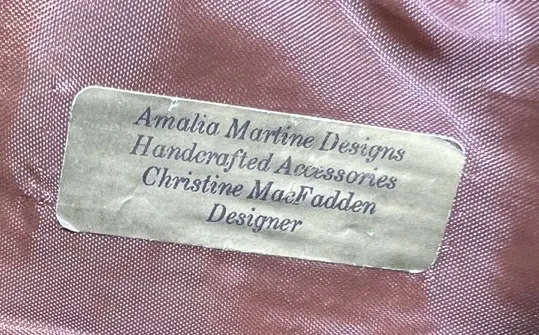 Amalia Martine Designs
Handcrafted Accessories
Christine MacFadden
Designer